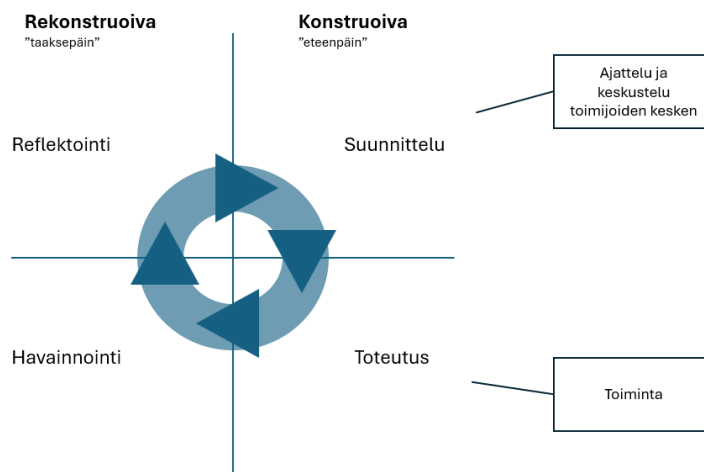 Rekonstruoiva
”taaksepäin”
Konstruoiva
”eteenpäin”
Ajattelu ja
keskustelu
toimijoiden kesken
Reflektointi
Suunnittelu
Havainnointi
Toteutus
Toiminta